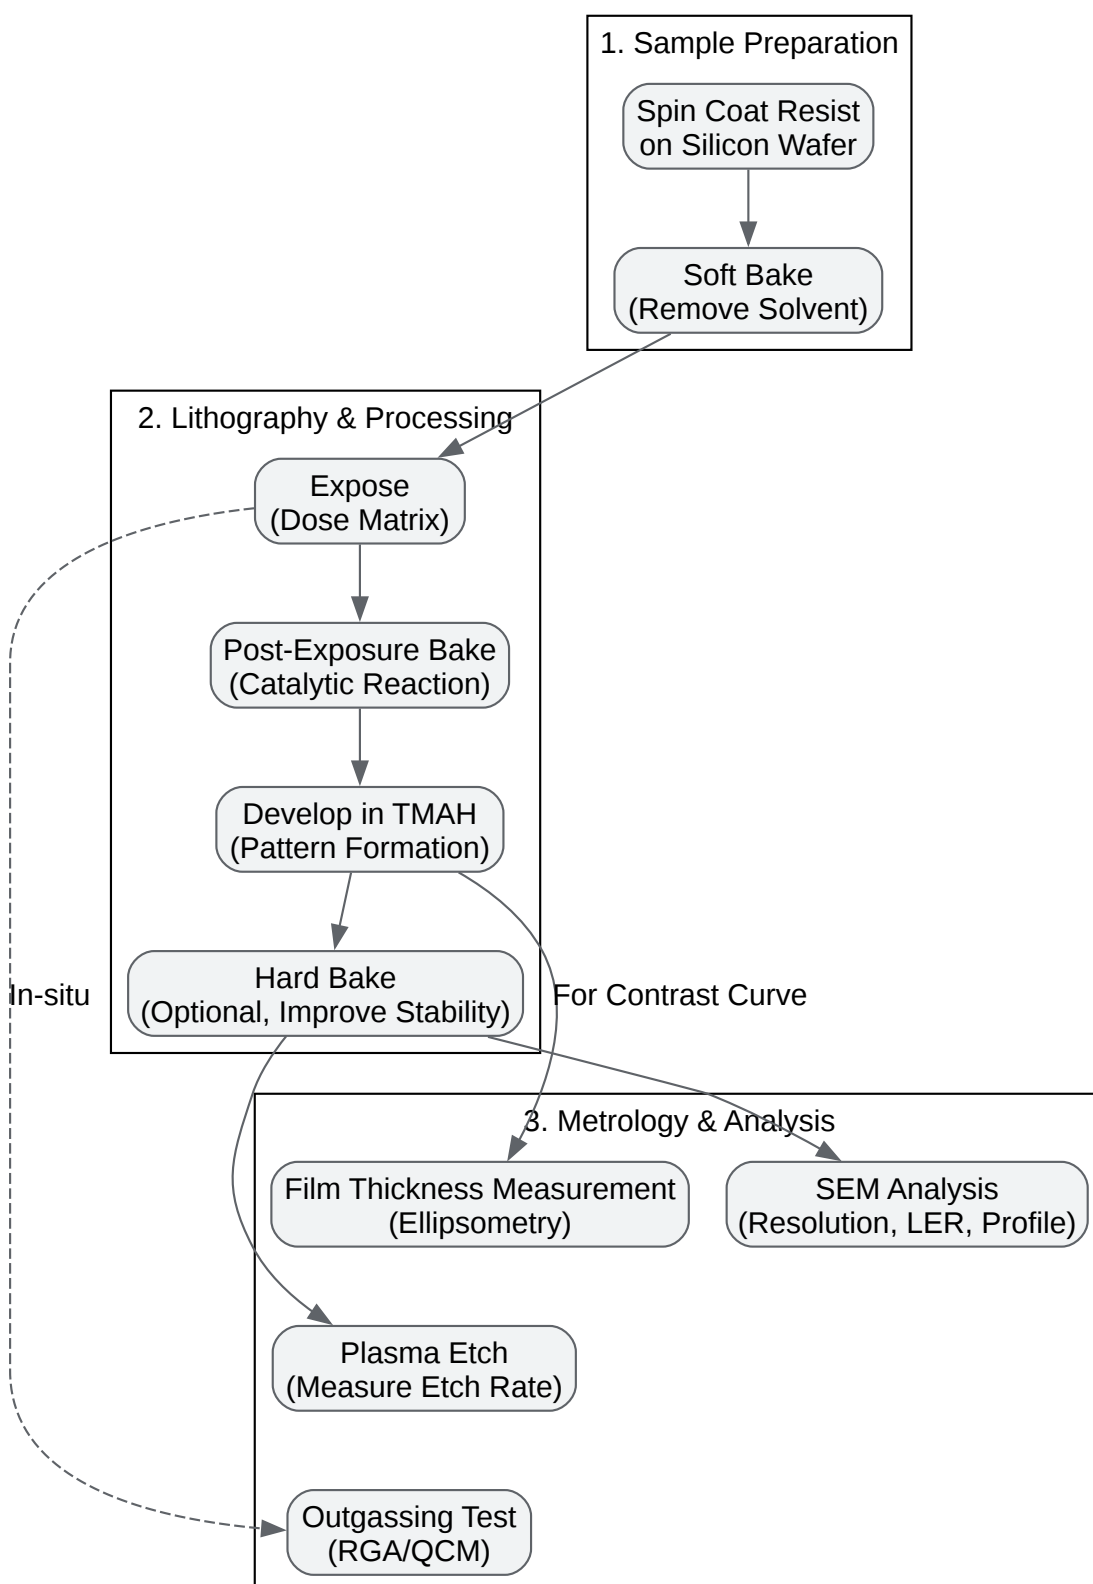 1. Sample Preparation
Spin Coat Resist
on Silicon Wafer
Soft Bake
(Remove Solvent)
2. Lithography & Processing
Expose
(Dose Matrix)
Post-Exposure Bake
(Catalytic Reaction)
Develop in TMAH
(Pattern Formation)
Hard Bake
(Optional, Improve Stability)
In-situ
For Contrast Curve
3. Metrology & Analysis
Film Thickness Measurement
(Ellipsometry)
SEM Analysis
(Resolution, LER, Profile)
Plasma Etch
(Measure Etch Rate)
Outgassing Test
(RGA/QCM)